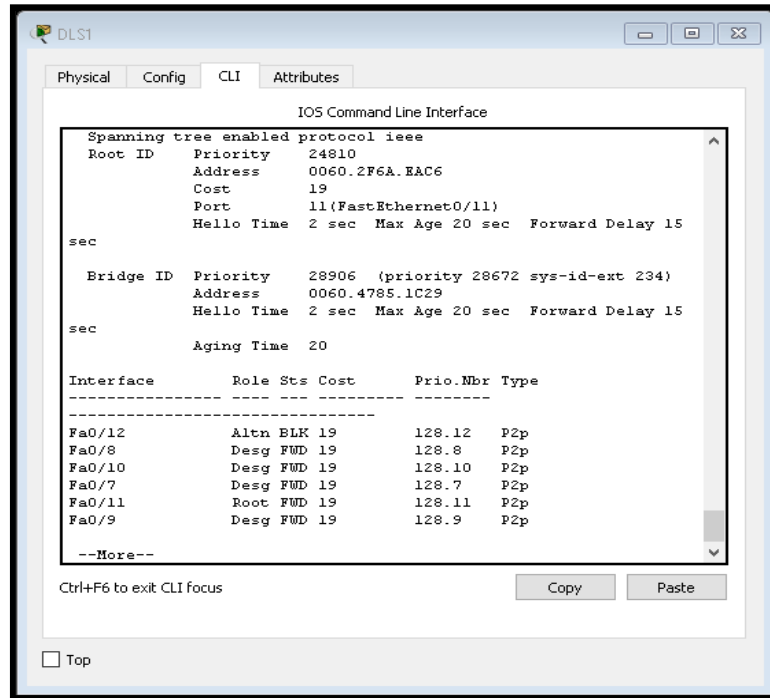 DLS1
Physical Config CLI Attributes
IOS Command Line Interface
Spanning tree enabled protocol ieee
Root ID Priority 24810
Address 0060.2F6A.EAC6
Cost 19
Port 11(FastEthernet0/11)
Hello Time 2 sec Max Age 20 sec Forward Delay 15
sec
Bridge ID Priority 28906 (priority 28672 sys-id-ext 234)
Address 0060.4785.1C29
Hello Time 2 sec Max Age 20 sec Forward Delay 15
sec
Aging Time 20
Interface Role Sts Cost Prio.Nbr Type
---------------- ---- --- --------- --------
--------------------------------
Fa0/12 Altn BLK 19 128.12 P2p
Fa0/8 Desg FWD 19 128.8 P2p
Fa0/10 Desg FWD 19 128.10 P2p
Fa0/7 Desg FWD 19 128.7 P2p
Fa0/11 Root FWD 19 128.11 P2p
Fa0/9 Desg FWD 19 128.9 P2p
--More--
Ctrl+F6 to exit CLI focus
Copy Paste
Top